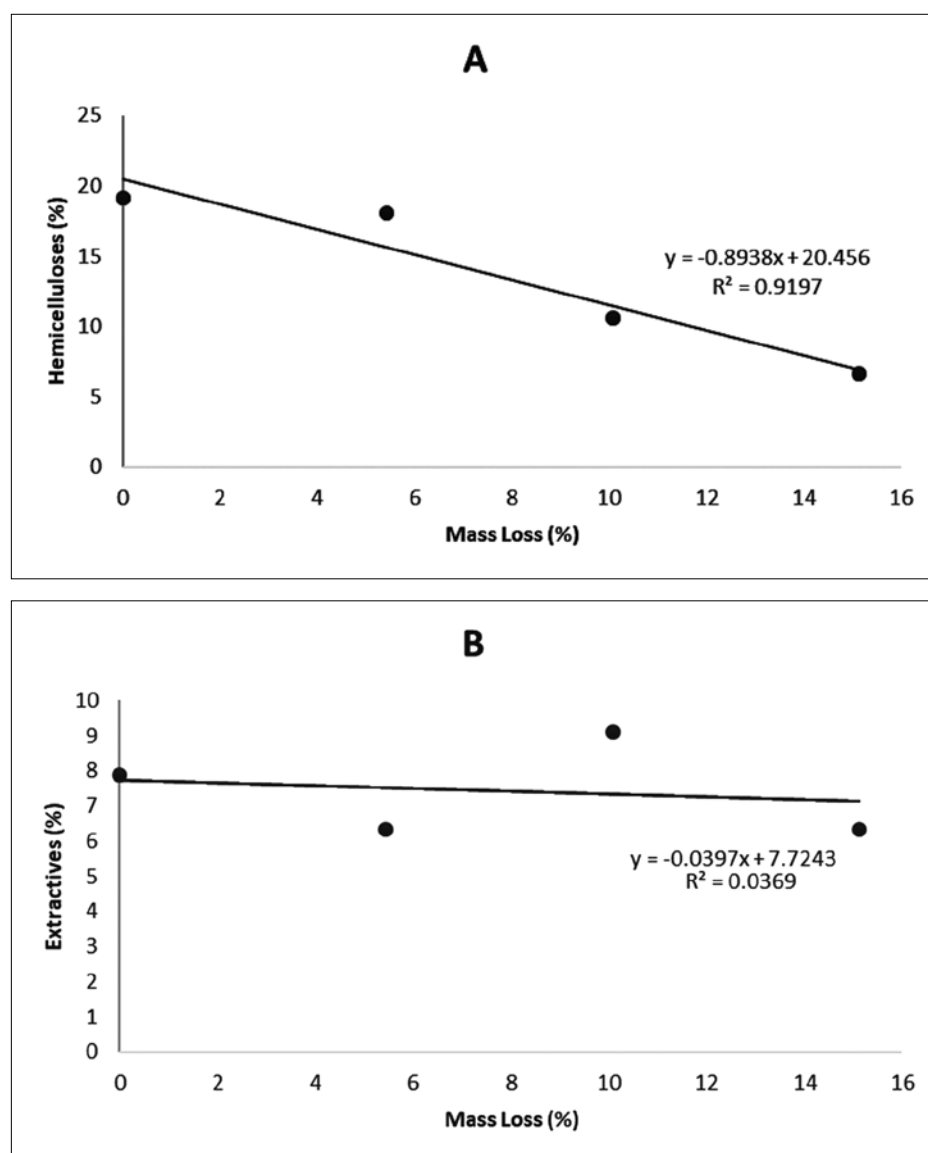 A
25
20
15
10
5
0
Hemicelluloses (%)
y = -0.8938x + 20.456
R² = 0.9197
0 2 4 6 8 10 12 14 16
Mass Loss (%)
B
10
9
8
7
6
5
4
3
2
1
0
Extractives (%)
y = -0.0397x + 7.7243
R² = 0.0369
0 2 4 6 8 10 12 14 16
Mass Loss (%)